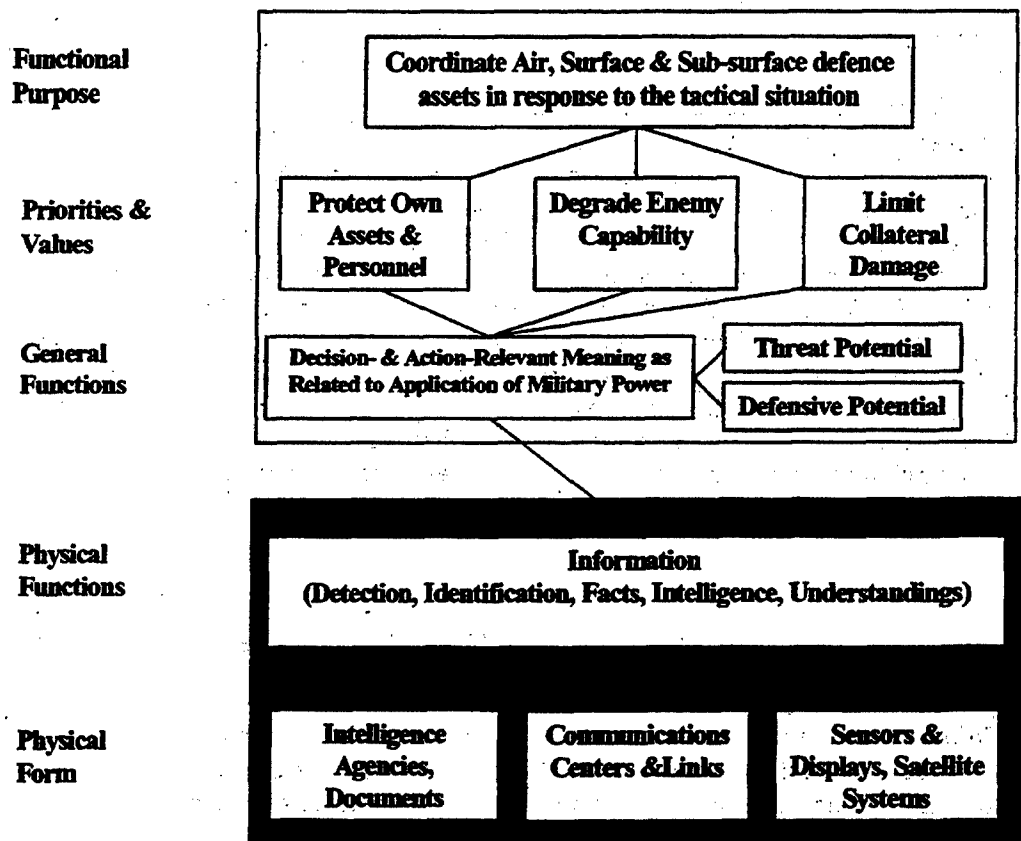 Functional
Purpose
Coordinate Air, Surface & Sub-surface defence
assets in response to the tactical situation
Priorities &
Values
Protect Own
Assets &
Personnel
Degrade Enemy
Capability
Limit
Collateral
Damage
General
Functions
Decision- & Action-Relevant Meaning as
Related to Application of Military Power
Threat Potential
Defensive Potential
Physical
Functions
Information
(Detection, Identification, Facts, Intelligence, Understandings)
Physical
Form
Intelligence
Agencies,
Documents
Communications
Centers &Links
Sensors &
Displays, Satellite
Systems